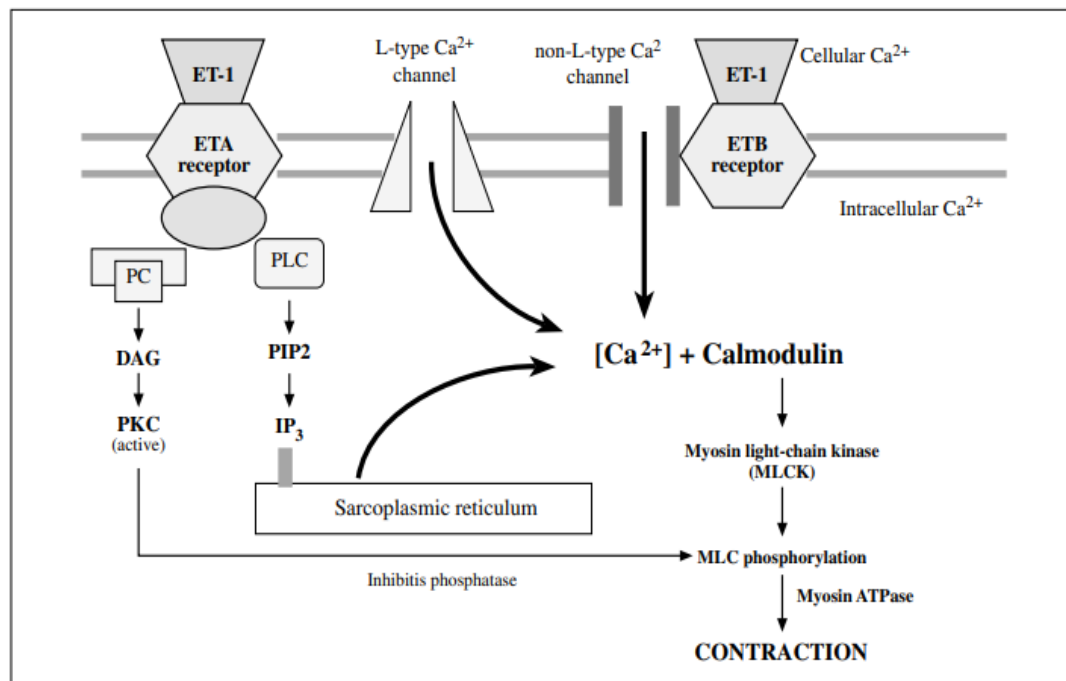 L-type Ca²⁺
channel
non-L-type Ca²
channel
Cellular Ca²⁺
ET-1
ET-1
ETA
receptor
ETB
receptor
Intracellular Ca²⁺
PC
PLC
DAG
PIP2
[Ca²⁺] + Calmodulin
PKC
(active)
IP₃
Myosin light-chain kinase
(MLCK)
Sarcoplasmic reticulum
MLC phosphorylation
Inhibitis phosphatase
Myosin ATPase
CONTRACTION